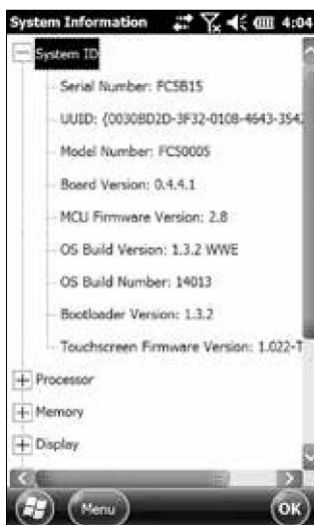 System Information 4:04
System ID
Serial Number: FCSB15
UUID: {0030BD2D-3F32-0108-4643-354
Model Number: FCS0005
Board Version: 0.4.4.1
MCU Firmware Version: 2.8
OS Build Version: 1.3.2 WWE
OS Build Number: 14013
Bootloader Version: 1.3.2
Touchscreen Firmware Version: 1.022-T
Processor
Memory
Display
Menu OK